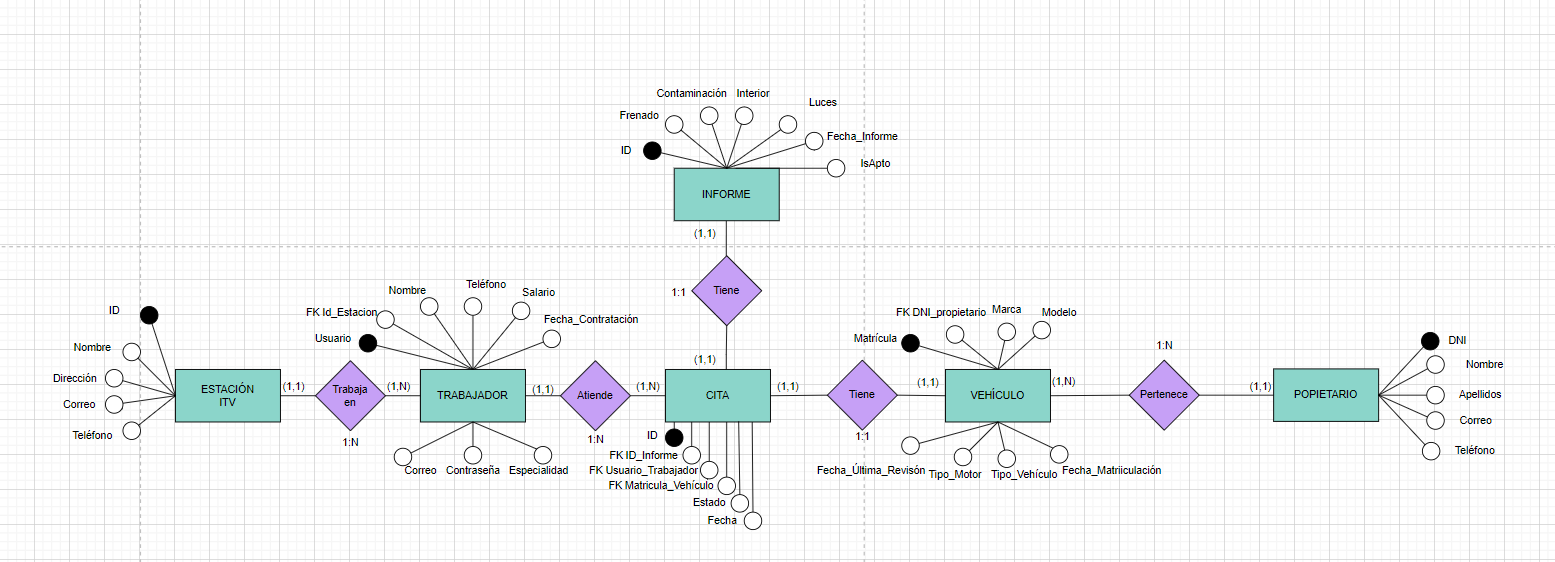 Contaminación
Interior
Luces
Frenado
Fecha_Informe
ID
IsApto
INFORME
(1,1)
1:1
Tiene
(1,1)
ID
Nombre
Dirección
Correo
Teléfono
ESTACIÓN
ITV
(1,1)
Trabaja
en
1:N
(1,N)
FK Id_Estacion
Nombre
Teléfono
Salario
Fecha_Contratación
Usuario
TRABAJADOR
Correo
Contraseña
Especialidad
(1,1)
Atiende
1:N
(1,N)
CITA
ID
FK ID_Informe
FK Usuario_Trabajador
FK Matricula_Vehículo
Estado
Fecha
(1,1)
Tiene
1:1
(1,1)
Matrícula
FK DNI_propietario
Marca
Modelo
VEHÍCULO
Fecha_Última_Revisón
Tipo_Motor
Tipo_Vehículo
Fecha_Matriiculación
(1,N)
1:N
Pertenece
(1,1)
POPIETARIO
DNI
Nombre
Apellidos
Correo
Teléfono